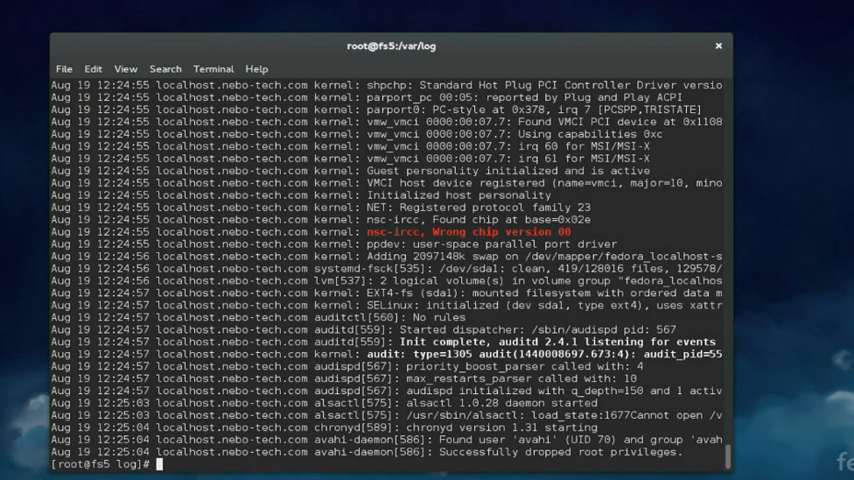 root@fs5:/var/log
File Edit View Search Terminal Help
Aug 19 12:24:55 localhost.nebo-tech.com kernel: shpchp: Standard Hot Plug PCI Controller Driver versio
Aug 19 12:24:55 localhost.nebo-tech.com kernel: parport_pc 00:05: reported by Plug and Play ACPI
Aug 19 12:24:55 localhost.nebo-tech.com kernel: parport0: PC-style at 0x378, irq 7 [PCSPP,TRISTATE]
Aug 19 12:24:55 localhost.nebo-tech.com kernel: vmw_vmci 0000:00:07.7: Found VMCI PCI device at 0x1108
Aug 19 12:24:55 localhost.nebo-tech.com kernel: vmw_vmci 0000:00:07.7: Using capabilities 0xc
Aug 19 12:24:55 localhost.nebo-tech.com kernel: vmw_vmci 0000:00:07.7: irq 60 for MSI/MSI-X
Aug 19 12:24:55 localhost.nebo-tech.com kernel: vmw_vmci 0000:00:07.7: irq 61 for MSI/MSI-X
Aug 19 12:24:55 localhost.nebo-tech.com kernel: Guest personality initialized and is active
Aug 19 12:24:55 localhost.nebo-tech.com kernel: VMCI host device registered (name=vmci, major=10, mino
Aug 19 12:24:55 localhost.nebo-tech.com kernel: Initialized host personality
Aug 19 12:24:55 localhost.nebo-tech.com kernel: NET: Registered protocol family 23
Aug 19 12:24:55 localhost.nebo-tech.com kernel: nsc-ircc, Found chip at base=0x02e
Aug 19 12:24:55 localhost.nebo-tech.com kernel: nsc-ircc, Wrong chip version 00
Aug 19 12:24:55 localhost.nebo-tech.com kernel: ppdev: user-space parallel port driver
Aug 19 12:24:56 localhost.nebo-tech.com kernel: Adding 2097148k swap on /dev/mapper/fedora_localhost-s
Aug 19 12:24:56 localhost.nebo-tech.com systemd-fsck[535]: /dev/sda1: clean, 419/128016 files, 129578/
Aug 19 12:24:56 localhost.nebo-tech.com lvm[537]: 2 logical volume(s) in volume group "fedora_localhos
Aug 19 12:24:57 localhost.nebo-tech.com kernel: EXT4-fs (sda1): mounted filesystem with ordered data m
Aug 19 12:24:57 localhost.nebo-tech.com kernel: SELinux: initialized (dev sda1, type ext4), uses xattr
Aug 19 12:24:57 localhost.nebo-tech.com auditctl[560]: No rules
Aug 19 12:24:57 localhost.nebo-tech.com auditd[559]: Started dispatcher: /sbin/audispd pid: 567
Aug 19 12:24:57 localhost.nebo-tech.com auditd[559]: Init complete, auditd 2.4.1 listening for events
Aug 19 12:24:57 localhost.nebo-tech.com kernel: audit: type=1305 audit(1440008697.673:4): audit_pid=55
Aug 19 12:24:57 localhost.nebo-tech.com audispd[567]: priority_boost_parser called with: 4
Aug 19 12:24:57 localhost.nebo-tech.com audispd[567]: max_restarts_parser called with: 10
Aug 19 12:24:57 localhost.nebo-tech.com audispd[567]: audispd initialized with q_depth=150 and 1 activ
Aug 19 12:25:03 localhost.nebo-tech.com alsactl[575]: alsactl 1.0.28 daemon started
Aug 19 12:25:03 localhost.nebo-tech.com alsactl[575]: /usr/sbin/alsactl: load_state:1677Cannot open /v
Aug 19 12:25:04 localhost.nebo-tech.com chronyd[589]: chronyd version 1.31 starting
Aug 19 12:25:04 localhost.nebo-tech.com avahi-daemon[586]: Found user 'avahi' (UID 70) and group 'avah
Aug 19 12:25:04 localhost.nebo-tech.com avahi-daemon[586]: Successfully dropped root privileges.
[root@fs5 log]#
fe